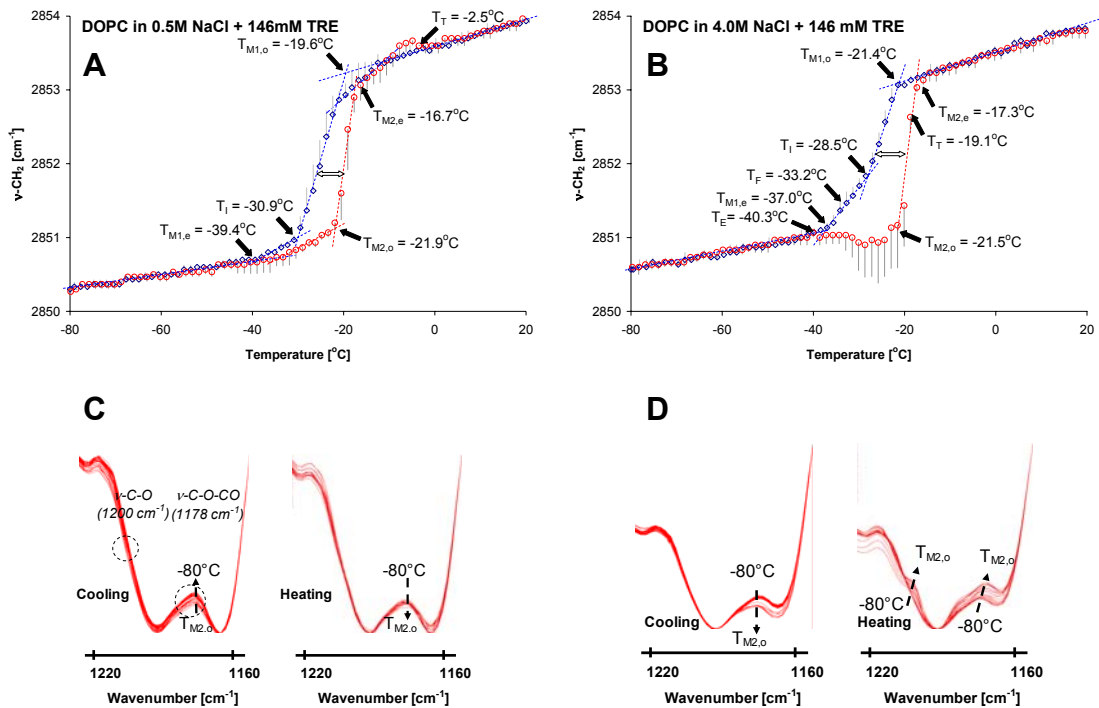 A
DOPC in 0.5M NaCl + 146mM TRE
T_T = -2.5°C
T_M1,o = -19.6°C
T_M2,e = -16.7°C
T_I = -30.9°C
T_M1,e = -39.4°C
T_M2,o = -21.9°C
ν-CH2 [cm-1]
2854
2853
2852
2851
2850
-80
-60
-40
-20
0
20
Temperature [°C]
B
DOPC in 4.0M NaCl + 146 mM TRE
T_M1,o = -21.4°C
T_M2,e = -17.3°C
T_T = -19.1°C
T_I = -28.5°C
T_F = -33.2°C
T_M1,e = -37.0°C
T_E = -40.3°C
T_M2,o = -21.5°C
ν-CH2 [cm-1]
2854
2853
2852
2851
2850
-80
-60
-40
-20
0
20
Temperature [°C]
C
ν-C-O
(1200 cm-1)
ν-C-O-CO
(1178 cm-1)
-80°C
Cooling
T_M2.o
1220
1160
Wavenumber [cm-1]
-80°C
Heating
T_M2.o
1220
1160
Wavenumber [cm-1]
D
-80°C
Cooling
T_M2,o
1220
1160
Wavenumber [cm-1]
T_M2,o
T_M2,o
-80°C
-80°C
Heating
1220
1160
Wavenumber [cm-1]